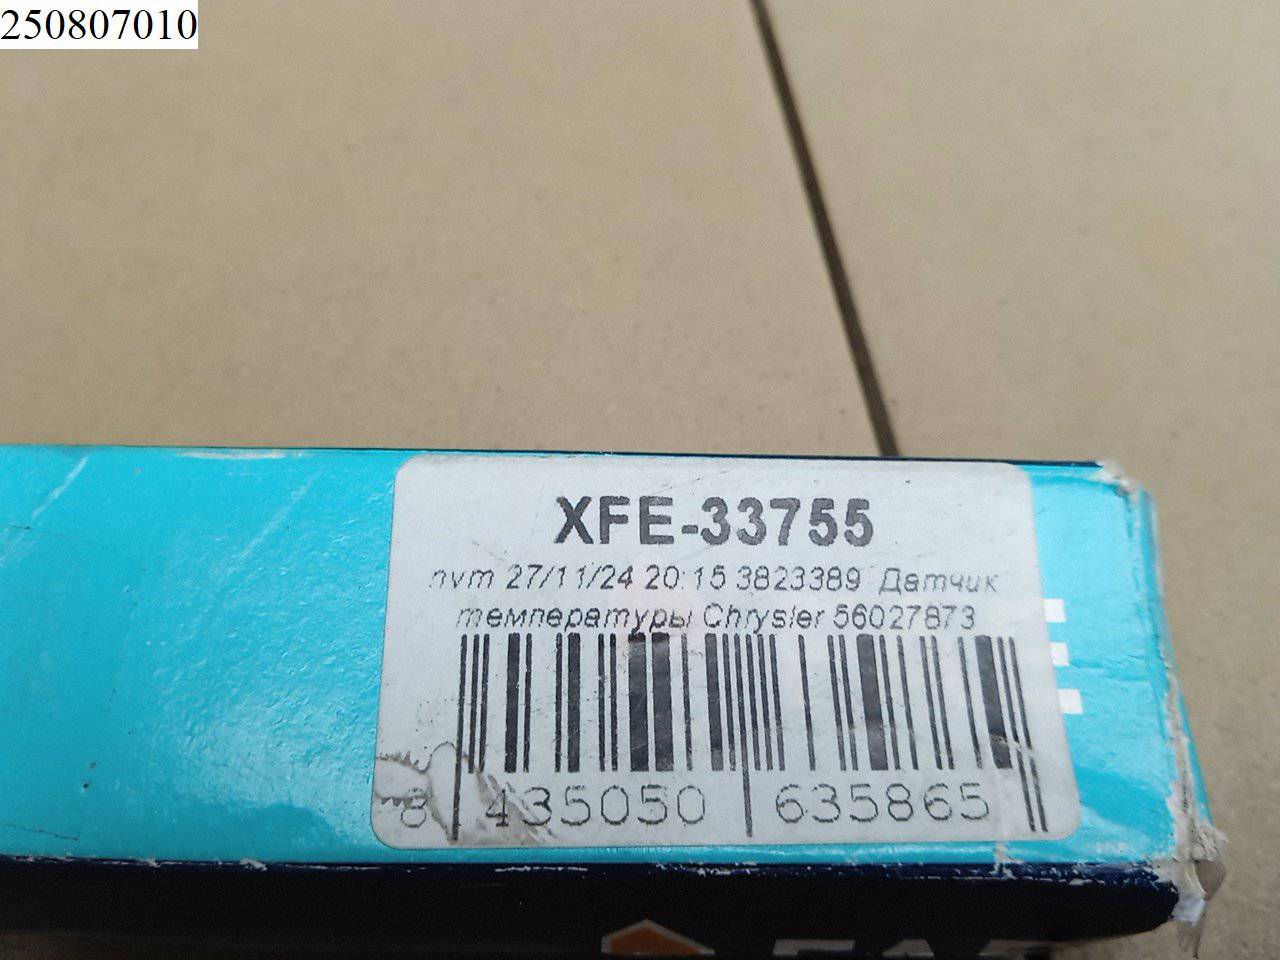 250807010
XFE-33755
nvm 27/11/24 20:15 3823389 Датчик
температуры Chrysler 56027873
8 435050 635865